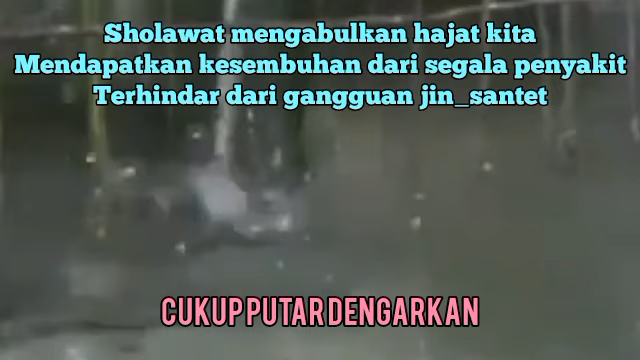 Sholawat mengabulkan hajat kita
Mendapatkan kesembuhan dari segala penyakit
Terhindar dari gangguan jin_santet
CUKUP PUTAR DENGARKAN